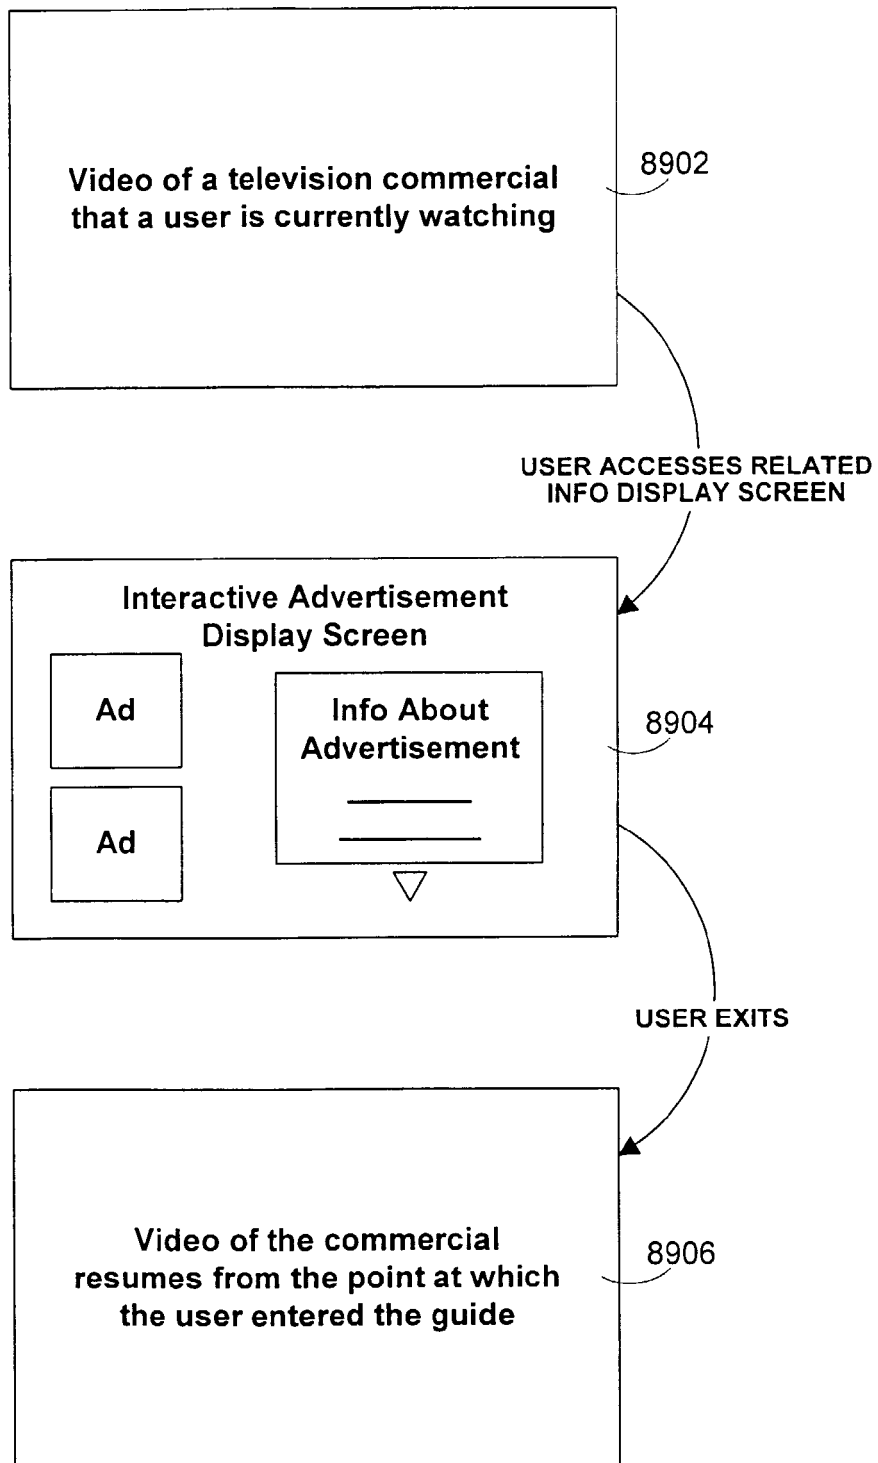 Video of a television commercial
that a user is currently watching
8902
USER ACCESSES RELATED
INFO DISPLAY SCREEN
Interactive Advertisement
Display Screen
Ad
Info About
Advertisement
8904
Ad
USER EXITS
Video of the commercial
resumes from the point at which
the user entered the guide
8906